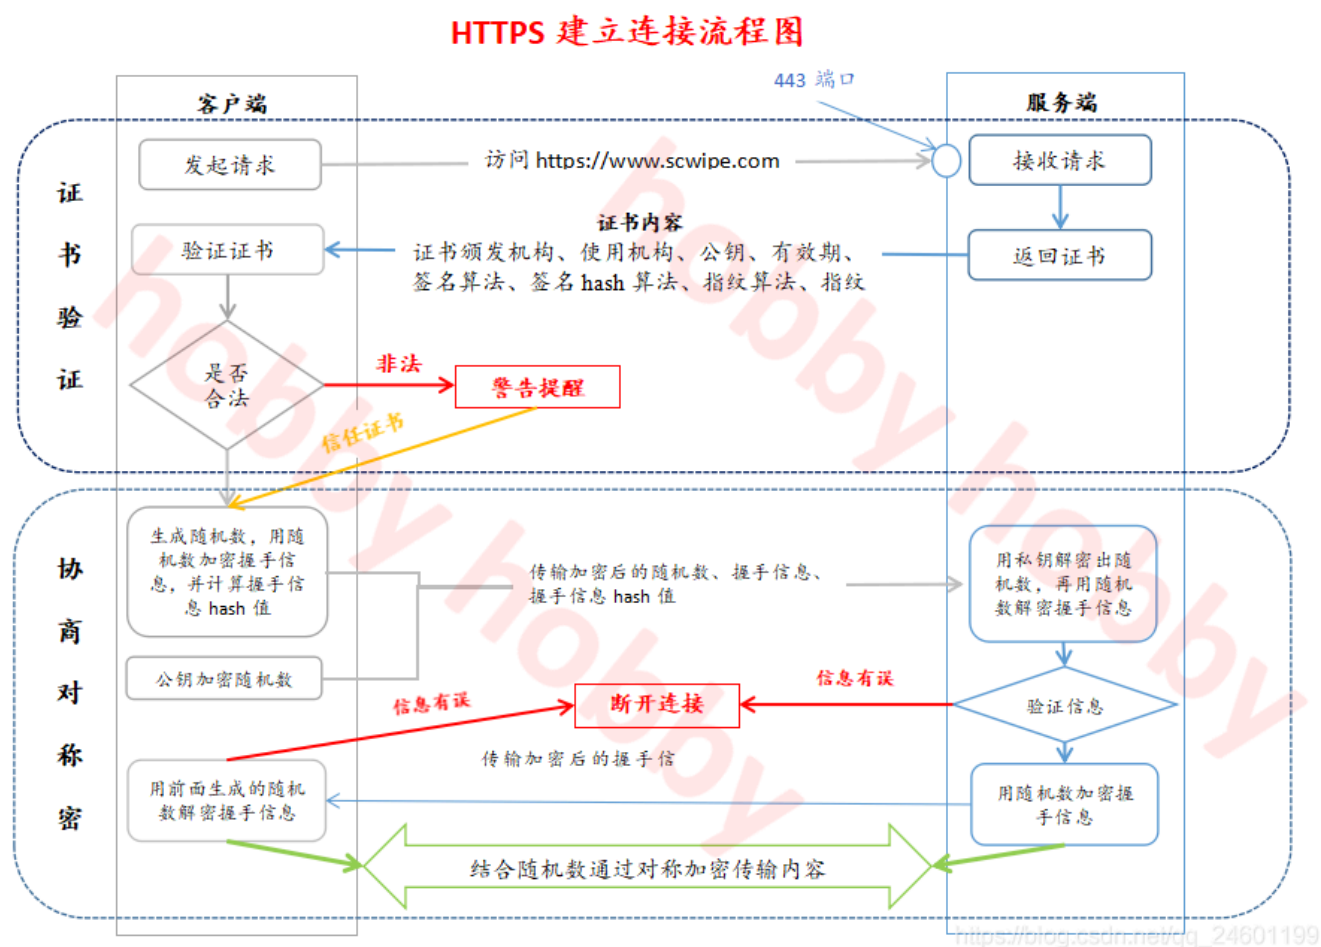 HTTPS 建立连接流程图
443 端口
客户端
服务端
证书验证
发起请求
访问 https://www.scwipe.com
接收请求
证书内容
验证证书
证书颁发机构、使用机构、公钥、有效期、
签名算法、签名 hash 算法、指纹算法、指纹
返回证书
是否
合法
非法
警告提醒
信任证书
协商对称密
生成随机数，用随
机数加密握手信
息，并计算握手信
息 hash 值
传输加密后的随机数、握手信息、
握手信息 hash 值
用私钥解密出随
机数，再用随机
数解密握手信息
公钥加密随机数
信息有误
断开连接
信息有误
验证信息
传输加密后的握手信
用前面生成的随机
数解密握手信息
用随机数加密握
手信息
结合随机数通过对称加密传输内容
hobby hobby
hobby hobby
https://blog.csdn.net/qq_24601199